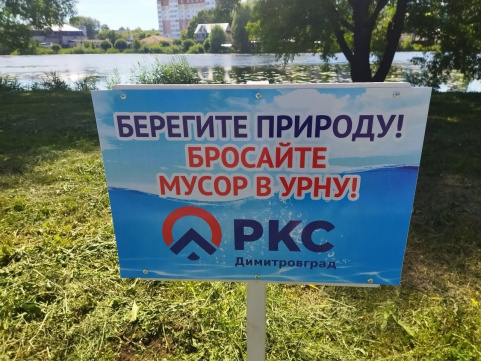 БЕРЕГИТЕ ПРИРОДУ!
БРОСАЙТЕ
МУСОР В УРНУ!
РКС
Димитровград